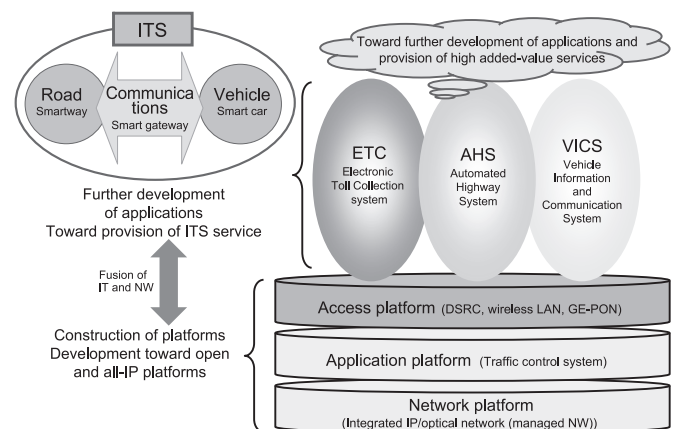 ITS
Road
Smartway
Communica
tions
Smart gateway
Vehicle
Smart car
Further development
of applications
Toward provision of ITS service
Fusion of
IT and NW
Construction of platforms
Development toward open
and all-IP platforms
Toward further development of applications and
provision of high added-value services
ETC
Electronic
Toll Collection
system
AHS
Automated
Highway
System
VICS
Vehicle
Information
and
Communication
System
Access platform (DSRC, wireless LAN, GE-PON)
Application platform (Traffic control system)
Network platform
(Integrated IP/optical network (managed NW))